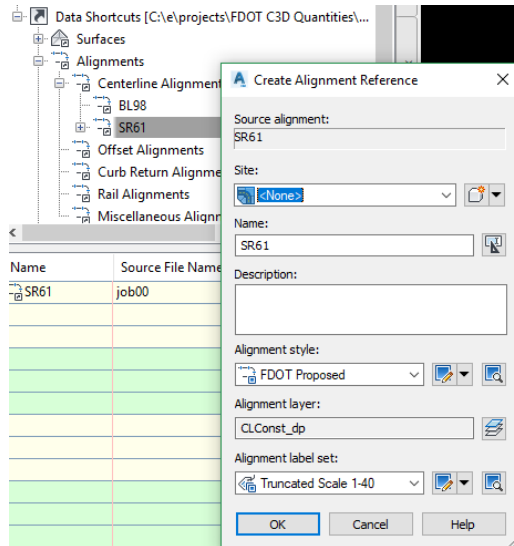 Data Shortcuts [C:\e\projects\FDOT C3D Quantities\...
Surfaces
Alignments
Centerline Alignment
BL98
SR61
Offset Alignments
Curb Return Alignme
Rail Alignments
Miscellaneous Alignr
Name
Source File Name
SR61
job00
Create Alignment Reference
Source alignment:
SR61
Site:
<None>
Name:
SR61
Description:
Alignment style:
FDOT Proposed
Alignment layer:
CLConst_dp
Alignment label set:
Truncated Scale 1-40
OK
Cancel
Help